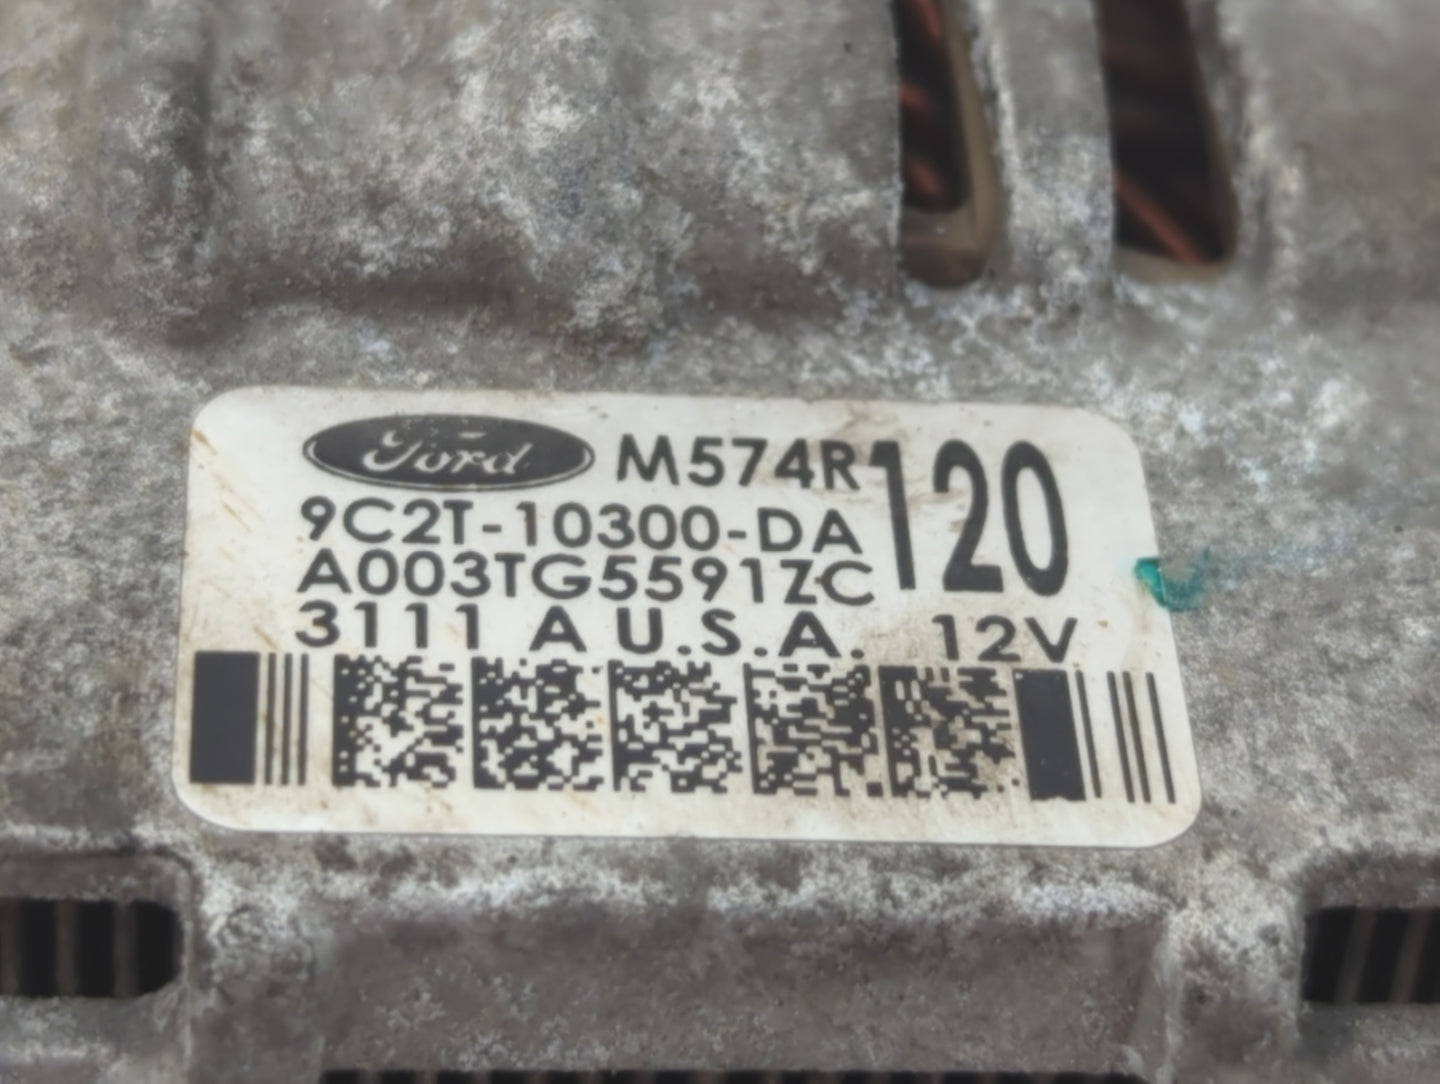 Ford M574R 120
9C2T-10300-DA
A003TG5591ZC
3111 A U.S.A. 12V